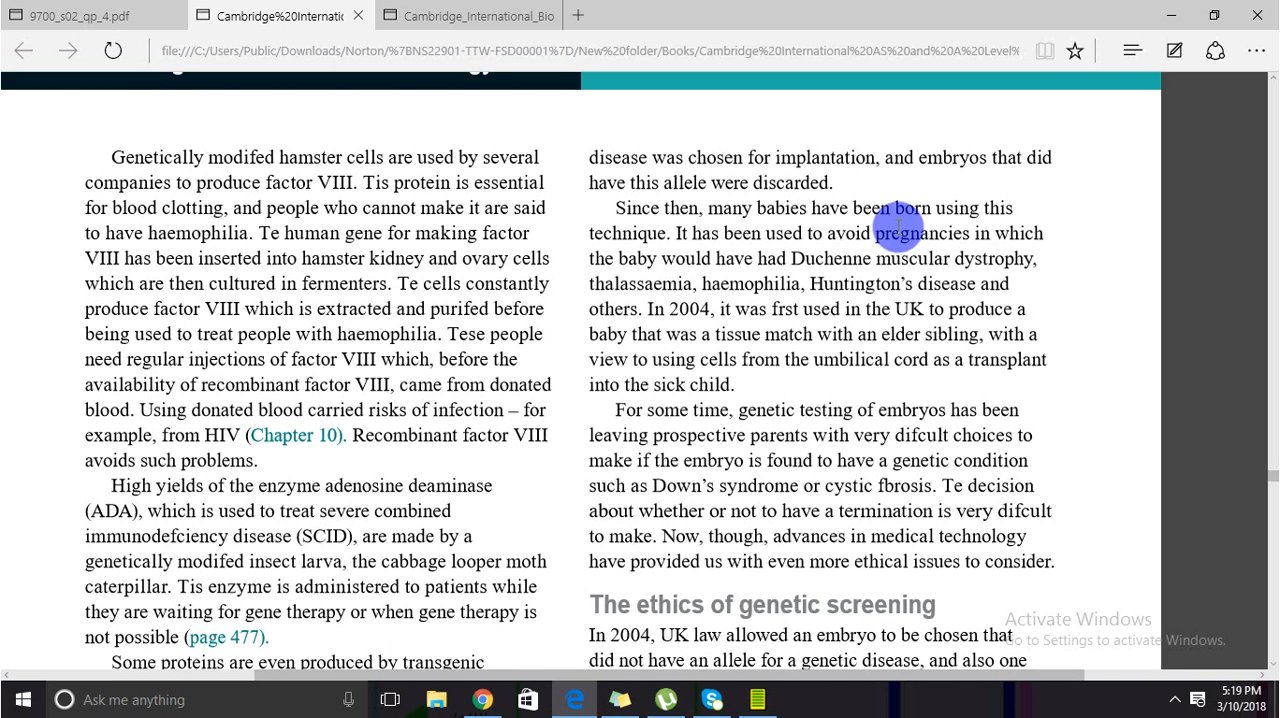 9700_s02_qp_4.pdf
Cambridge%20Internatic
Cambridge_International_Bio
file:///C:/Users/Public/Downloads/Norton/%7BNS22901-TTW-FSD00001%7D/New%20folder/Books/Cambridge%20International%20AS%20and%20A%20Level%
Genetically modifed hamster cells are used by several
companies to produce factor VIII. Tis protein is essential
for blood clotting, and people who cannot make it are said
to have haemophilia. Te human gene for making factor
VIII has been inserted into hamster kidney and ovary cells
which are then cultured in fermenters. Te cells constantly
produce factor VIII which is extracted and purifed before
being used to treat people with haemophilia. Tese people
need regular injections of factor VIII which, before the
availability of recombinant factor VIII, came from donated
blood. Using donated blood carried risks of infection – for
example, from HIV (Chapter 10). Recombinant factor VIII
avoids such problems.
High yields of the enzyme adenosine deaminase
(ADA), which is used to treat severe combined
immunodefciency disease (SCID), are made by a
genetically modifed insect larva, the cabbage looper moth
caterpillar. Tis enzyme is administered to patients while
they are waiting for gene therapy or when gene therapy is
not possible (page 477).
Some proteins are even produced by transgenic
disease was chosen for implantation, and embryos that did
have this allele were discarded.
Since then, many babies have been born using this
technique. It has been used to avoid pregnancies in which
the baby would have had Duchenne muscular dystrophy,
thalassaemia, haemophilia, Huntington's disease and
others. In 2004, it was frst used in the UK to produce a
baby that was a tissue match with an elder sibling, with a
view to using cells from the umbilical cord as a transplant
into the sick child.
For some time, genetic testing of embryos has been
leaving prospective parents with very difcult choices to
make if the embryo is found to have a genetic condition
such as Down's syndrome or cystic fbrosis. Te decision
about whether or not to have a termination is very difcult
to make. Now, though, advances in medical technology
have provided us with even more ethical issues to consider.
The ethics of genetic screening
In 2004, UK law allowed an embryo to be chosen that
did not have an allele for a genetic disease, and also one
Activate Windows
Go to Settings to activate Windows.
Ask me anything
5:19 PM
3/10/2018